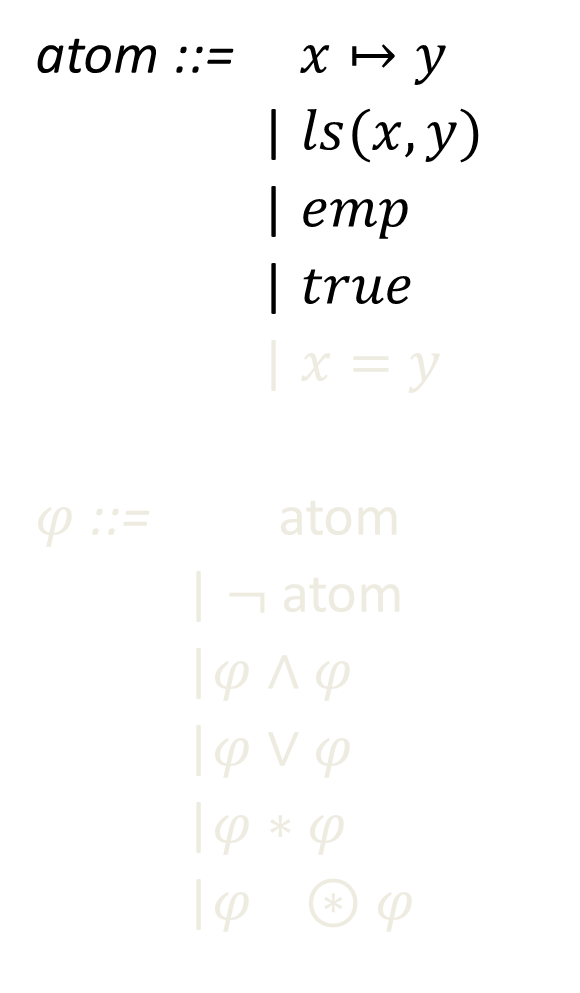 atom ::= x ↦ y
| ls(x, y)
| emp
| true
| x = y
φ ::= atom
| ¬ atom
|φ ∧ φ
|φ ∨ φ
|φ ∗ φ
|φ ⊛ φ